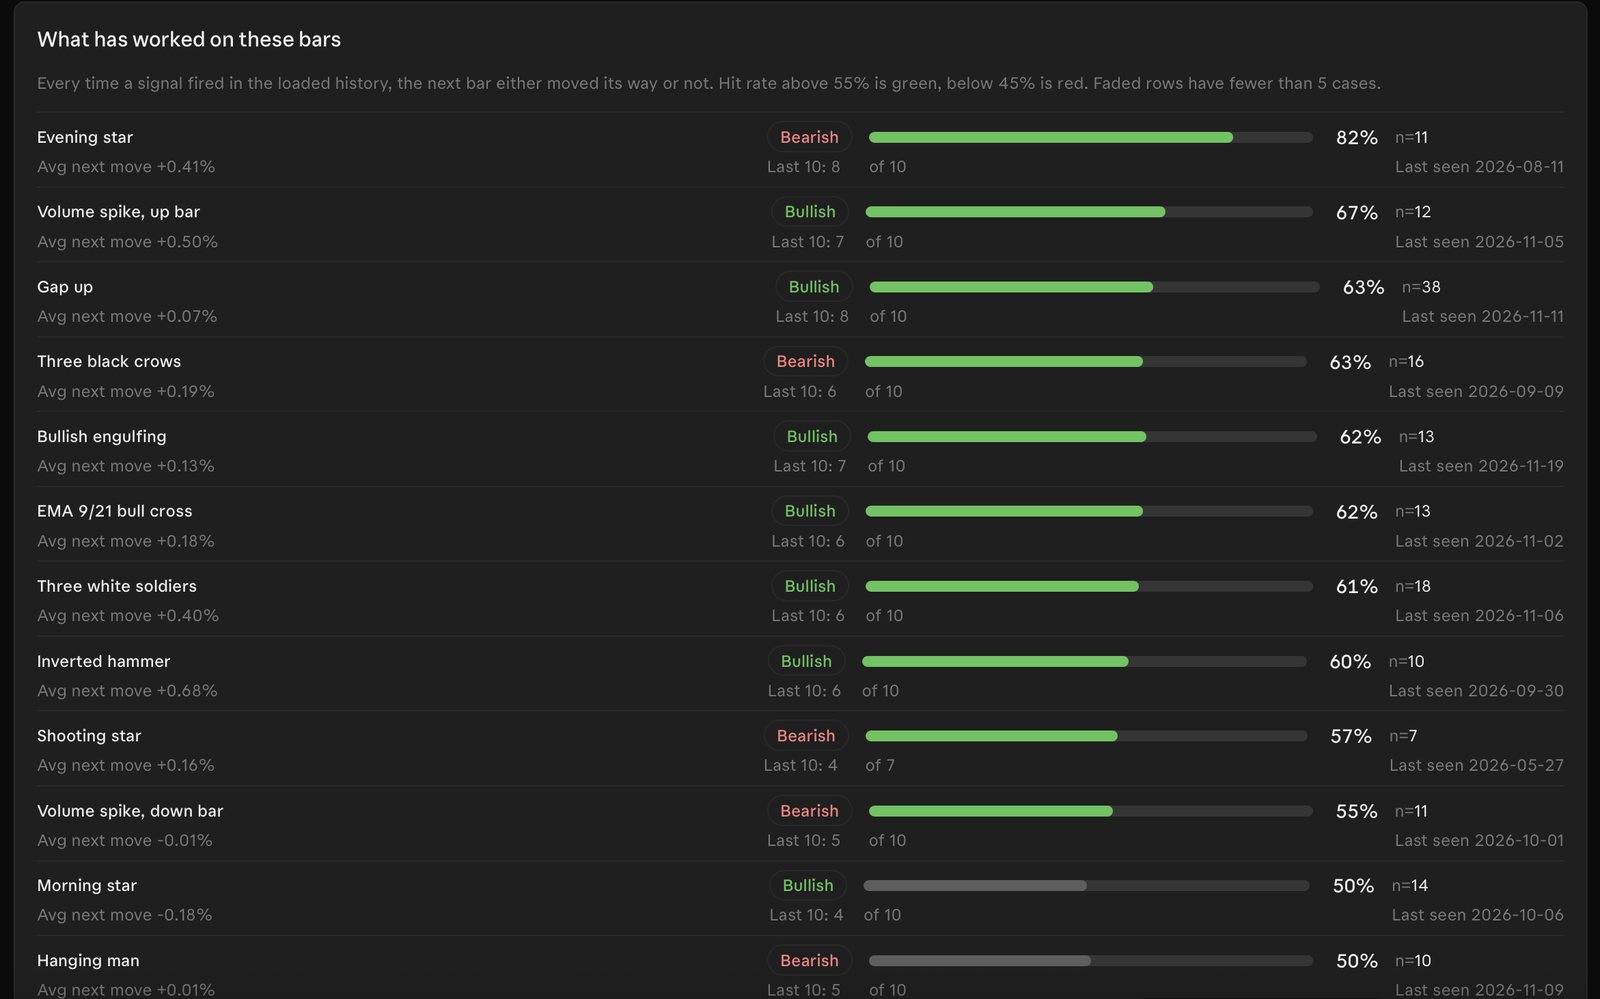 What has worked on these bars
Every time a signal fired in the loaded history, the next bar either moved its way or not. Hit rate above 55% is green, below 45% is red. Faded rows have fewer than 5 cases.
Evening star Bearish 82% n=11
Avg next move +0.41% Last 10: 8 of 10 Last seen 2026-08-11
Volume spike, up bar Bullish 67% n=12
Avg next move +0.50% Last 10: 7 of 10 Last seen 2026-11-05
Gap up Bullish 63% n=38
Avg next move +0.07% Last 10: 8 of 10 Last seen 2026-11-11
Three black crows Bearish 63% n=16
Avg next move +0.19% Last 10: 6 of 10 Last seen 2026-09-09
Bullish engulfing Bullish 62% n=13
Avg next move +0.13% Last 10: 7 of 10 Last seen 2026-11-19
EMA 9/21 bull cross Bullish 62% n=13
Avg next move +0.18% Last 10: 6 of 10 Last seen 2026-11-02
Three white soldiers Bullish 61% n=18
Avg next move +0.40% Last 10: 6 of 10 Last seen 2026-11-06
Inverted hammer Bullish 60% n=10
Avg next move +0.68% Last 10: 6 of 10 Last seen 2026-09-30
Shooting star Bearish 57% n=7
Avg next move +0.16% Last 10: 4 of 7 Last seen 2026-05-27
Volume spike, down bar Bearish 55% n=11
Avg next move -0.01% Last 10: 5 of 10 Last seen 2026-10-01
Morning star Bullish 50% n=14
Avg next move -0.18% Last 10: 4 of 10 Last seen 2026-10-06
Hanging man Bearish 50% n=10
Avg next move +0.01% Last 10: 5 of 10 Last seen 2026-11-09